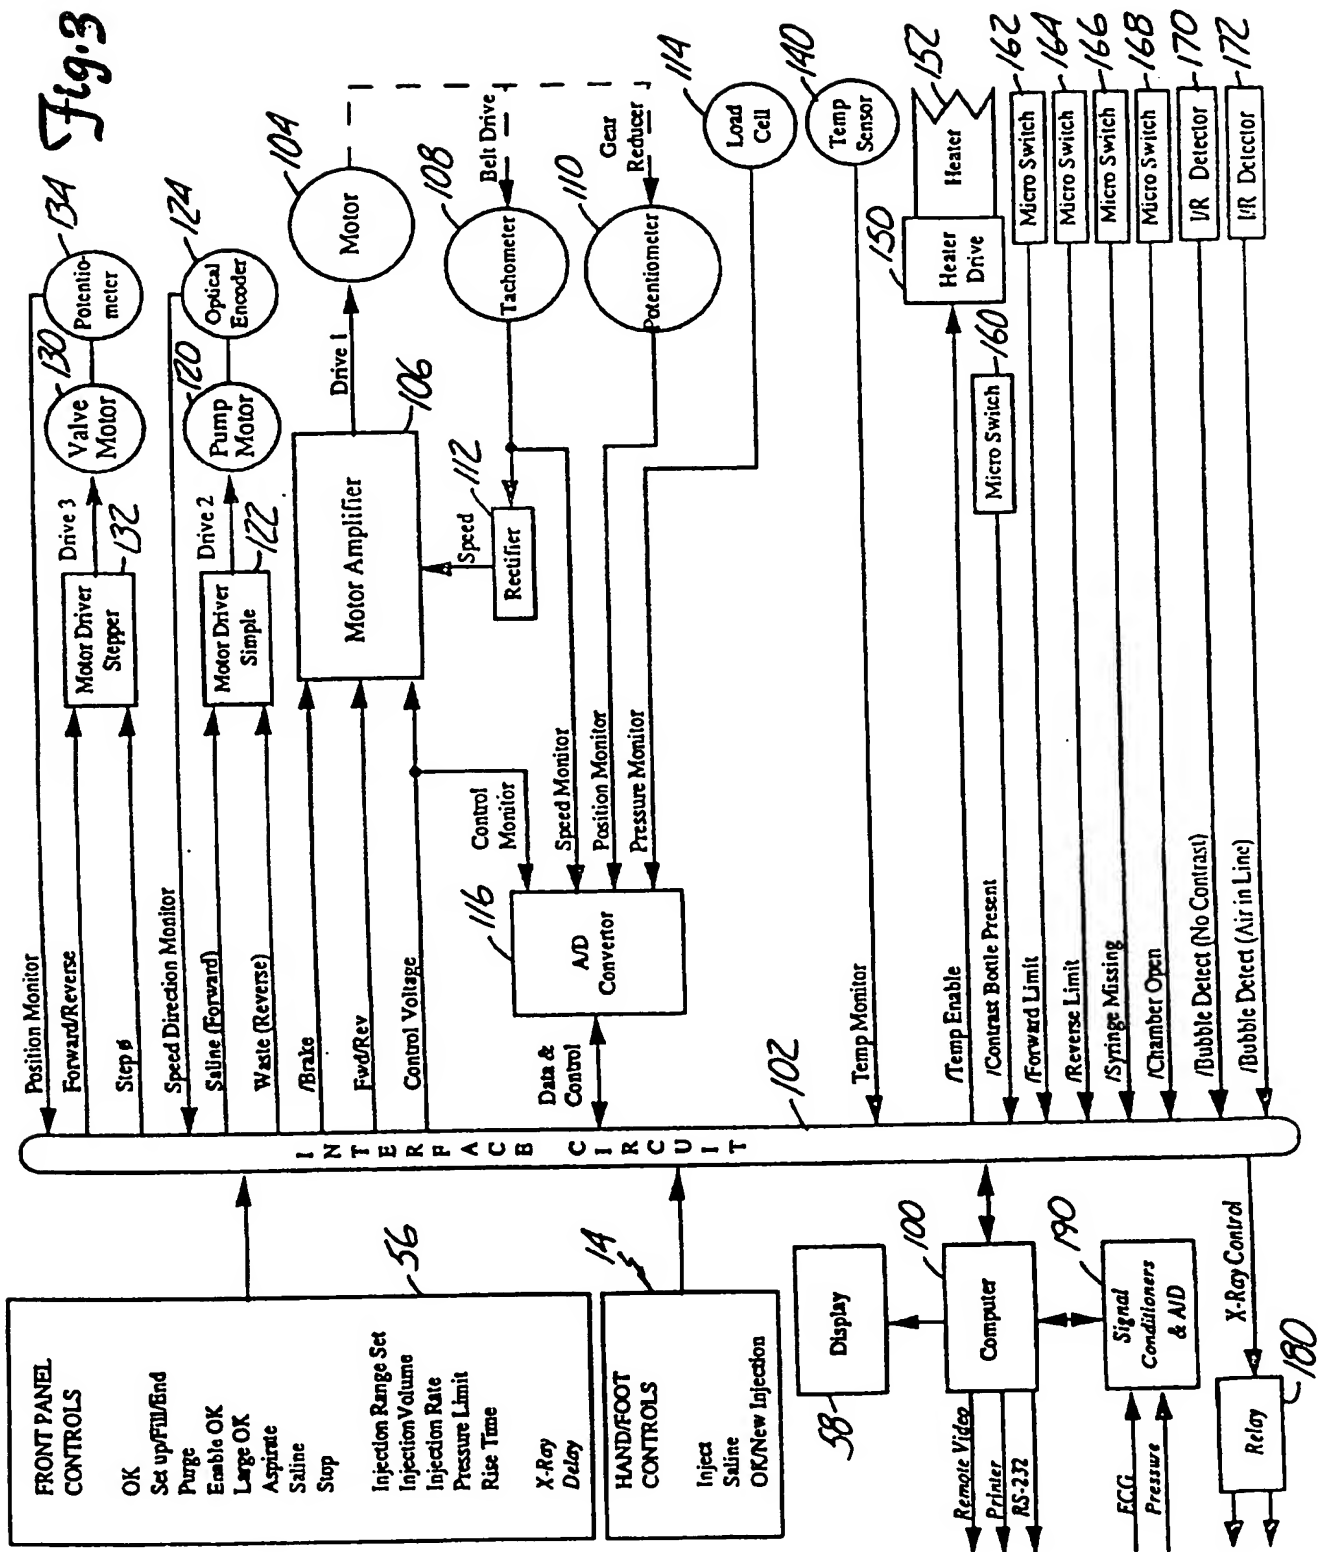 Fig.3
FRONT PANEL
CONTROLS
OK
Set up/Fill/End
Purge
Enable OK
Large OK
Aspirate
Saline
Stop
Injection Range Set
Injection Volume
Injection Rate
Pressure Limit
Rise Time
X-Ray
Delay
56
HAND/FOOT
CONTROLS
Inject
Saline
OK/New Injection
14
Display
58
Computer
100
Remote Video
Printer
RS-232
Signal
Conditioners
& A/D
190
ECG
Pressure
X-Ray Control
Relay
180
INTERFACE CIRCUIT
102
Position Monitor
Forward/Reverse
Step ø
Motor Driver
Stepper
132
Drive 3
Valve
Motor
130
Potentio-
meter
134
Speed Direction Monitor
Saline (Forward)
Waste (Reverse)
Motor Driver
Simple
122
Drive 2
Pump
Motor
120
Optical
Encoder
124
/Brake
Fwd/Rev
Control Voltage
Motor Amplifier
106
Drive 1
Motor
104
Data &
Control
A/D
Convertor
116
Control
Monitor
Speed Monitor
Position Monitor
Pressure Monitor
Speed
Rectifier
112
Tachometer
108
Belt Drive
Potentiometer
110
Gear
Reducer
Load
Cell
114
Temp Monitor
Temp
Sensor
140
/Temp Enable
Heater
Drive
150
Heater
152
/Contrast Bottle Present
Micro Switch
160
/Forward Limit
Micro Switch
162
/Reverse Limit
Micro Switch
164
/Syringe Missing
Micro Switch
166
/Chamber Open
Micro Switch
168
/Bubble Detect (No Contrast)
I/R Detector
170
/Bubble Detect (Air in Line)
I/R Detector
172